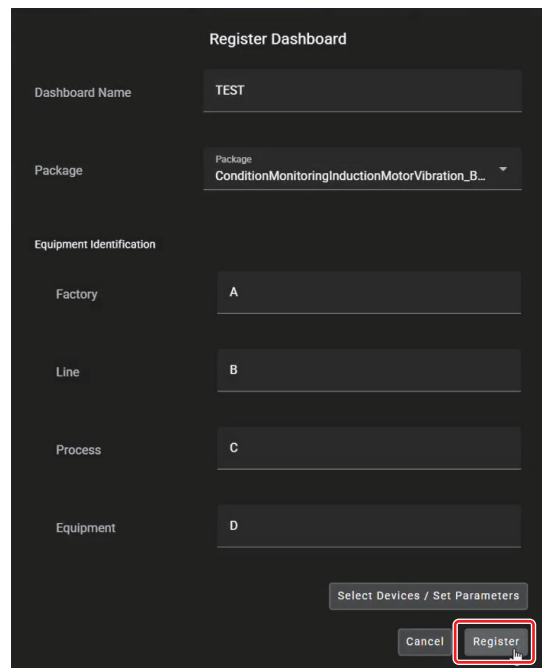 Register Dashboard
Dashboard Name
TEST
Package
Package
ConditionMonitoringInductionMotorVibration_B...
Equipment Identification
Factory
A
Line
B
Process
C
Equipment
D
Select Devices / Set Parameters
Cancel
Register